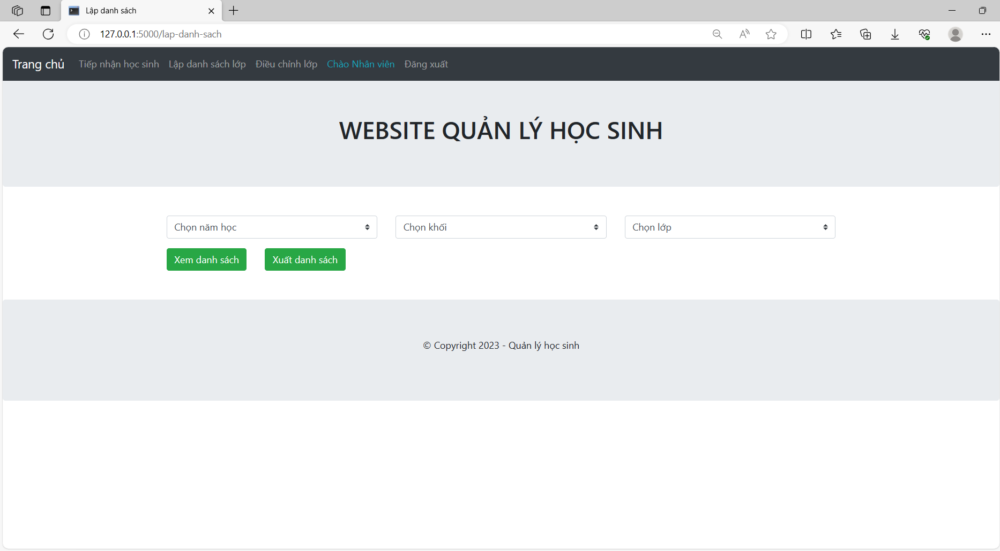 Lập danh sách
127.0.0.1:5000/lap-danh-sach
Trang chủ Tiếp nhận học sinh Lập danh sách lớp Điều chỉnh lớp Chào Nhân viên Đăng xuất
WEBSITE QUẢN LÝ HỌC SINH
Chọn năm học Chọn khối Chọn lớp
Xem danh sách Xuất danh sách
© Copyright 2023 - Quản lý học sinh